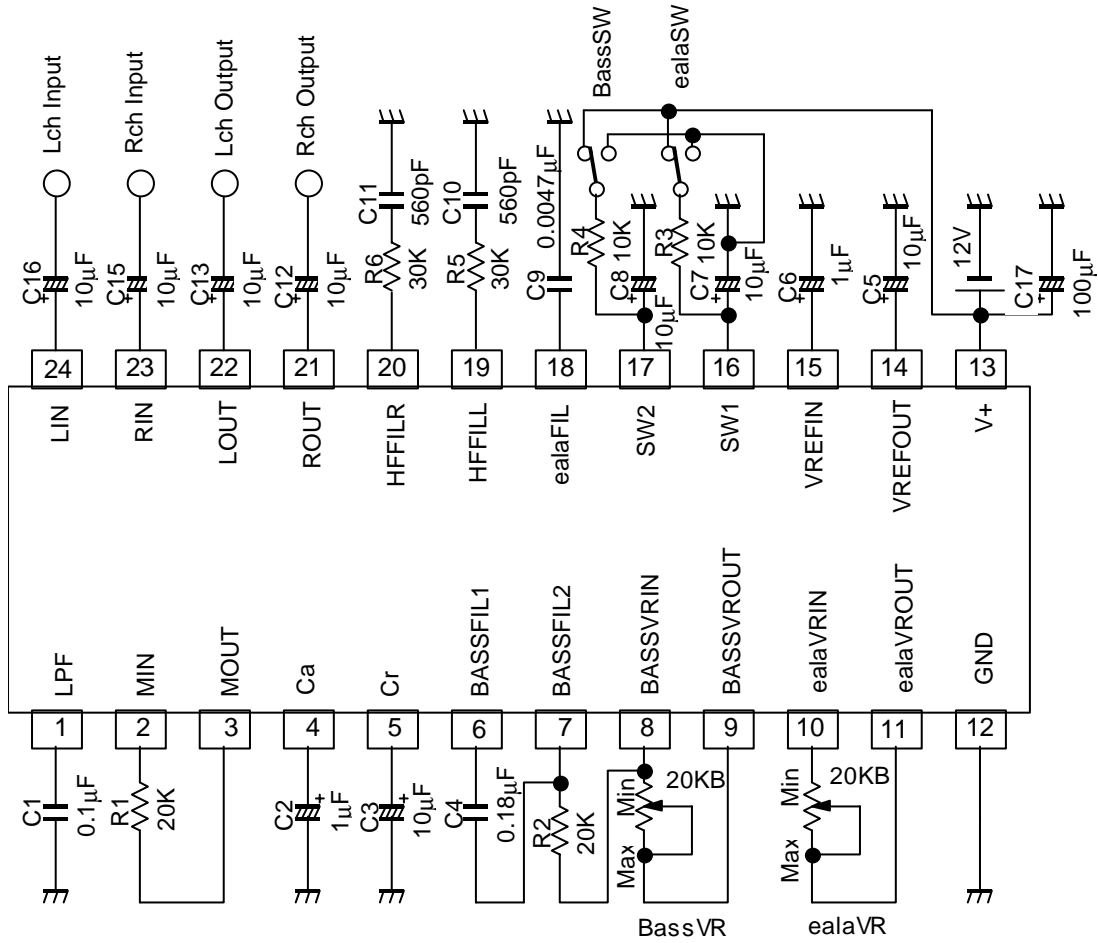 Lch Input
Rch Input
Lch Output
Rch Output
BassSW
ealaSW
C16
10µF
C15
10µF
C13
10µF
C12
10µF
C11
560pF
R6
30K
C10
560pF
R5
30K
C9
0.0047µF
R4
10K
C8
10µF
R3
10K
C7
10µF
C6
1µF
C5
10µF
12V
C17
100µF
+
+
+
+
+
+
+
+
+
24
23
22
21
20
19
18
17
16
15
14
13
LIN
RIN
LOUT
ROUT
HFFILR
HFFILL
ealaFIL
SW2
SW1
VREFIN
VREFOUT
V+
LPF
MIN
MOUT
Ca
Cr
BASSFIL1
BASSFIL2
BASSVRIN
BASSVROUT
ealaVRIN
ealaVROUT
GND
1
2
3
4
5
6
7
8
9
10
11
12
C1
0.1µF
R1
20K
C2
+
1µF
C3
+
10µF
C4
0.18µF
R2
20K
Min
20KB
Max
BassVR
Min
20KB
Max
ealaVR